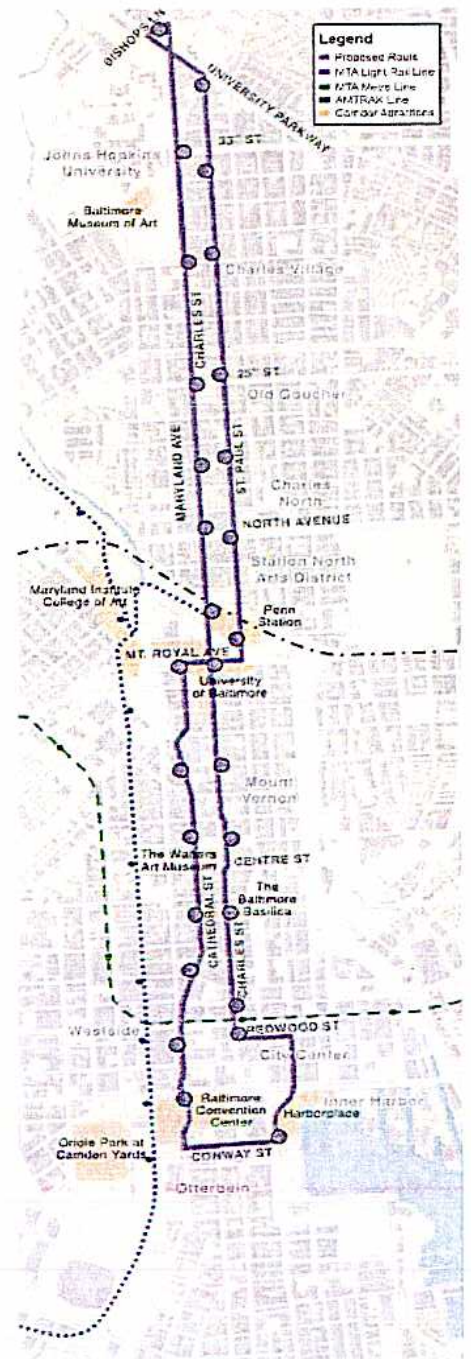 BISHOPS LN
Legend
Proposed Route
MTA Light Rail Line
MTA Metro Line
AMTRAK Line
Corridor Attractions
UNIVERSITY PARKWAY
33RD ST
Johns Hopkins
University
Baltimore
Museum of Art
Charles Village
CHARLES ST
25TH ST
Old Goucher
MARYLAND AVE
ST. PAUL ST
Charles
North
NORTH AVENUE
Station North
Arts District
Maryland Institute
College of Art
Penn
Station
MT. ROYAL AVE
University
of Baltimore
Mount
Vernon
The Walters
Art Museum
CENTRE ST
CATHEDRAL ST
The
Baltimore
Basilica
CHARLES ST
Westside
REDWOOD ST
City Center
Baltimore
Convention
Center
Inner Harbor
Harborplace
Oriole Park at
Camden Yards
CONWAY ST
Otterbein